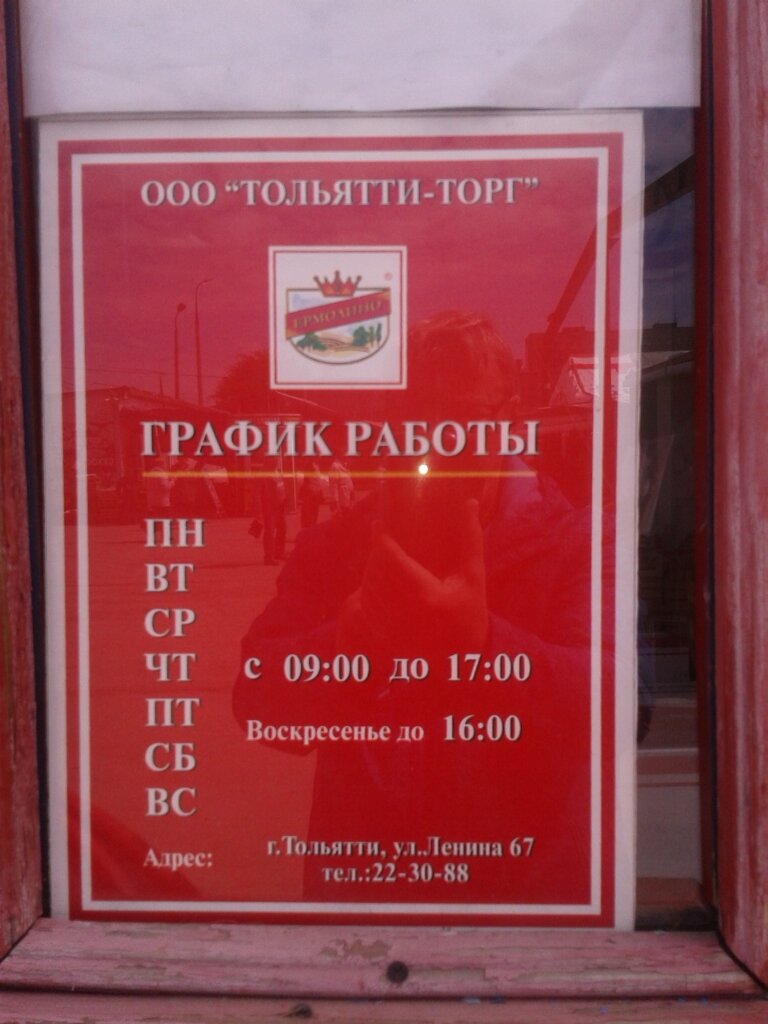 ООО “ТОЛЬЯТТИ-ТОРГ”
ЕРМОЛИНО
®
ГРАФИК РАБОТЫ
ПН
ВТ
СР
ЧТ с 09:00 до 17:00
ПТ
Воскресенье до 16:00
СБ
ВС
Адрес: г.Тольятти, ул..Ленина 67
тел.:22-30-88